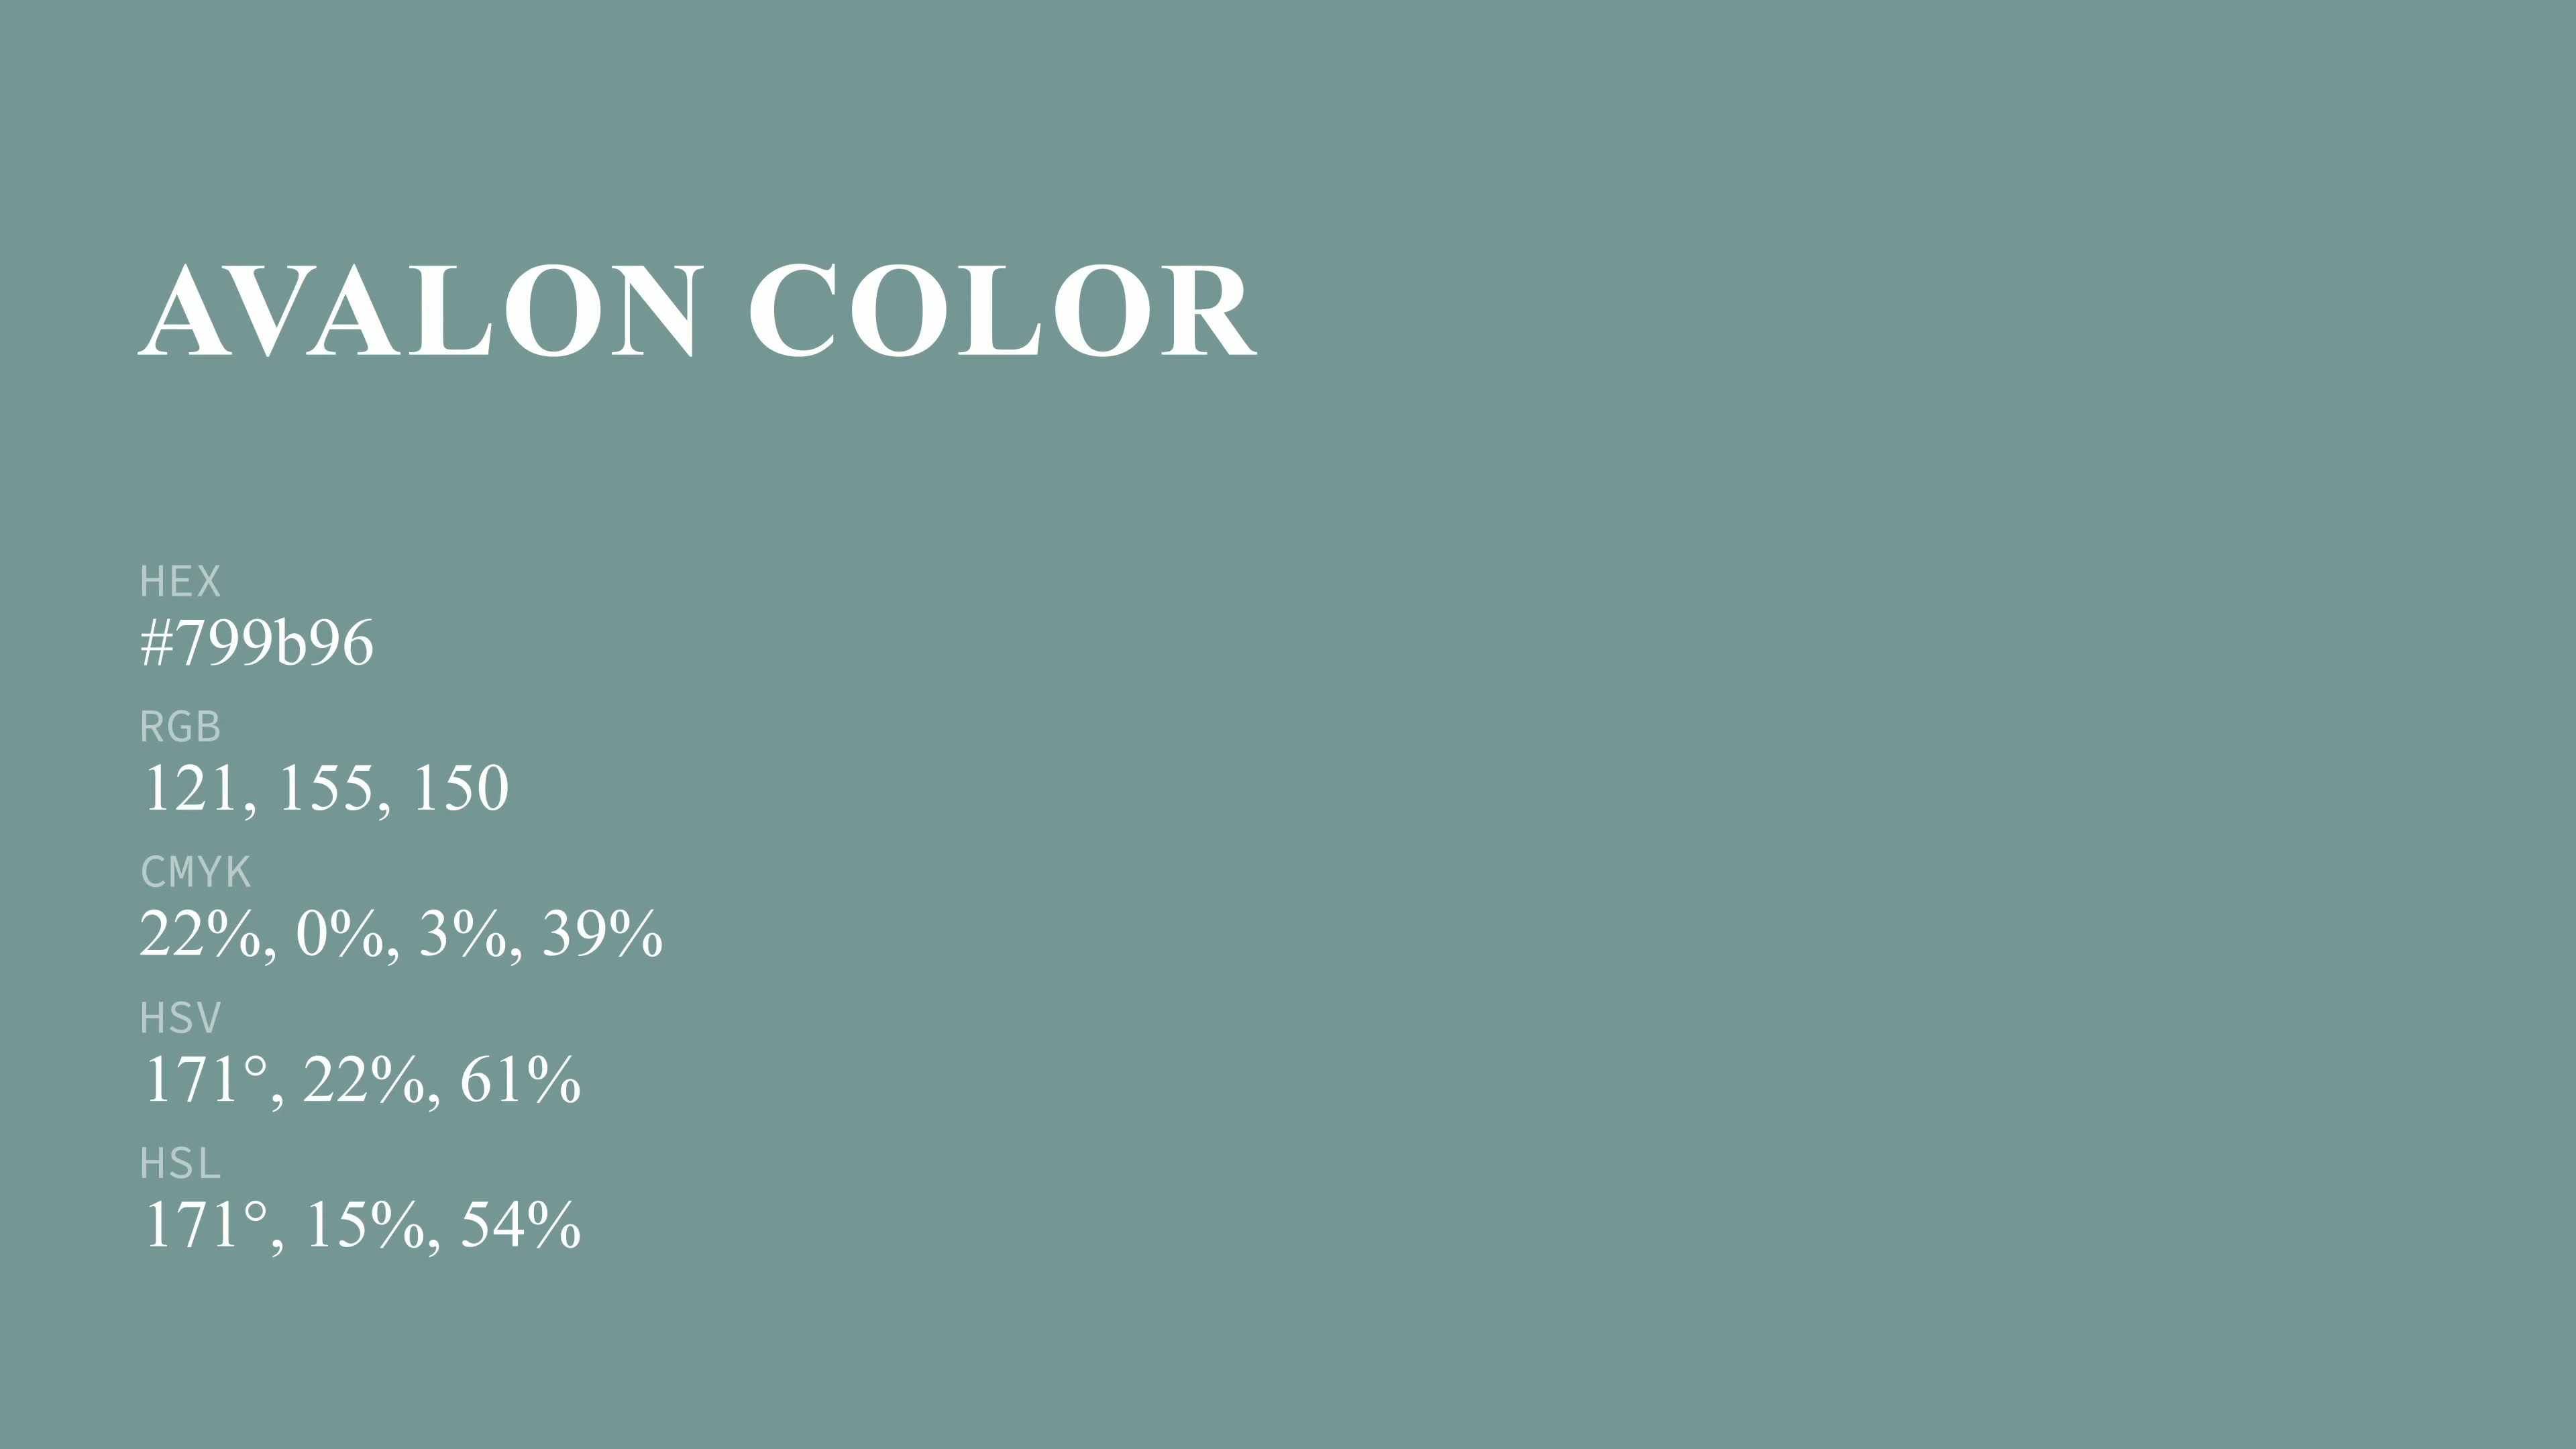 AVALON COLOR
HEX
#799b96
RGB
121, 155, 150
CMYK
22%, 0%, 3%, 39%
HSV
171°, 22%, 61%
HSL
171°, 15%, 54%